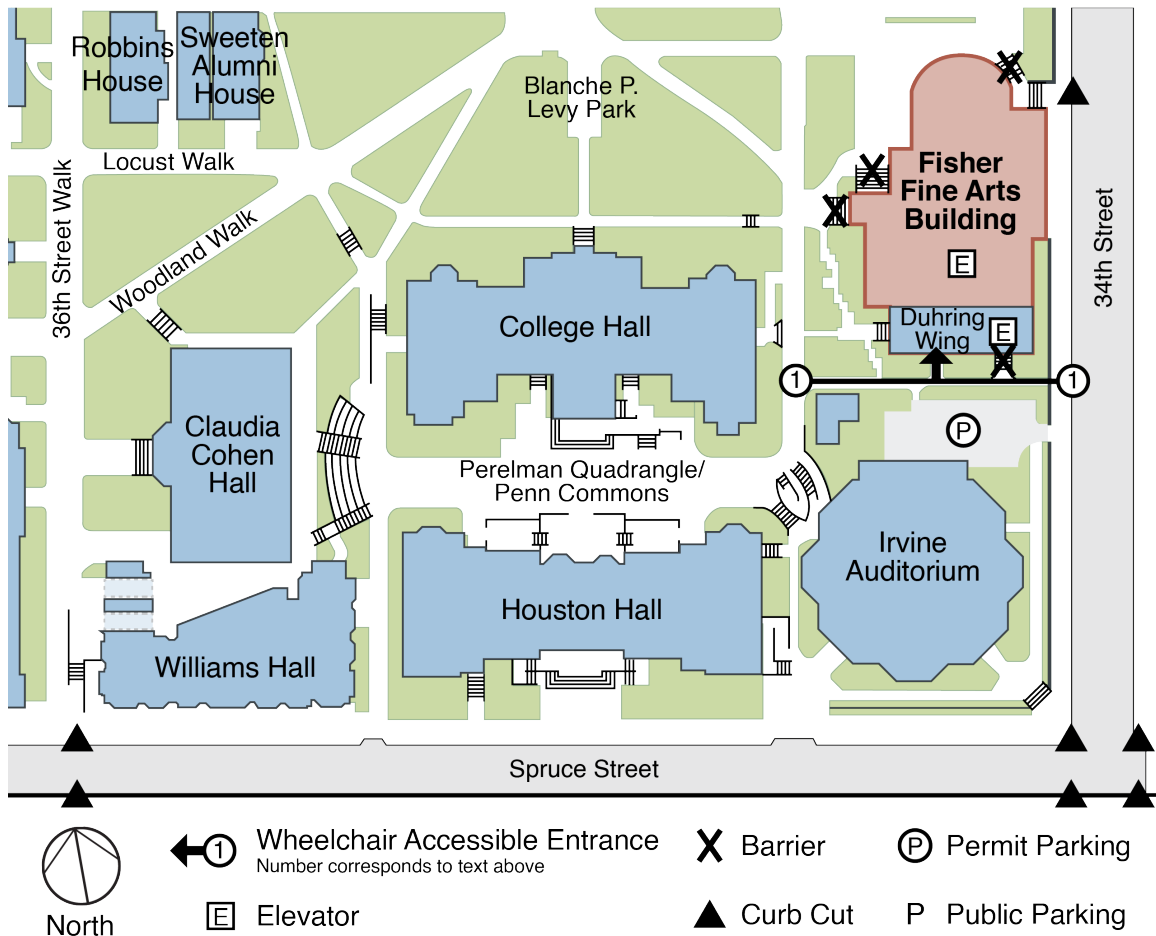 Robbins
House
Sweeten
Alumni
House
Blanche P.
Levy Park
Locust Walk
36th Street Walk
Woodland Walk
Fisher
Fine Arts
Building
E
34th Street
College Hall
Duhring
Wing
E
1
1
P
Claudia
Cohen
Hall
Perelman Quadrangle/
Penn Commons
Irvine
Auditorium
Houston Hall
Williams Hall
Spruce Street
1 Wheelchair Accessible Entrance
Number corresponds to text above
Barrier
P Permit Parking
North
E Elevator
Curb Cut
P Public Parking